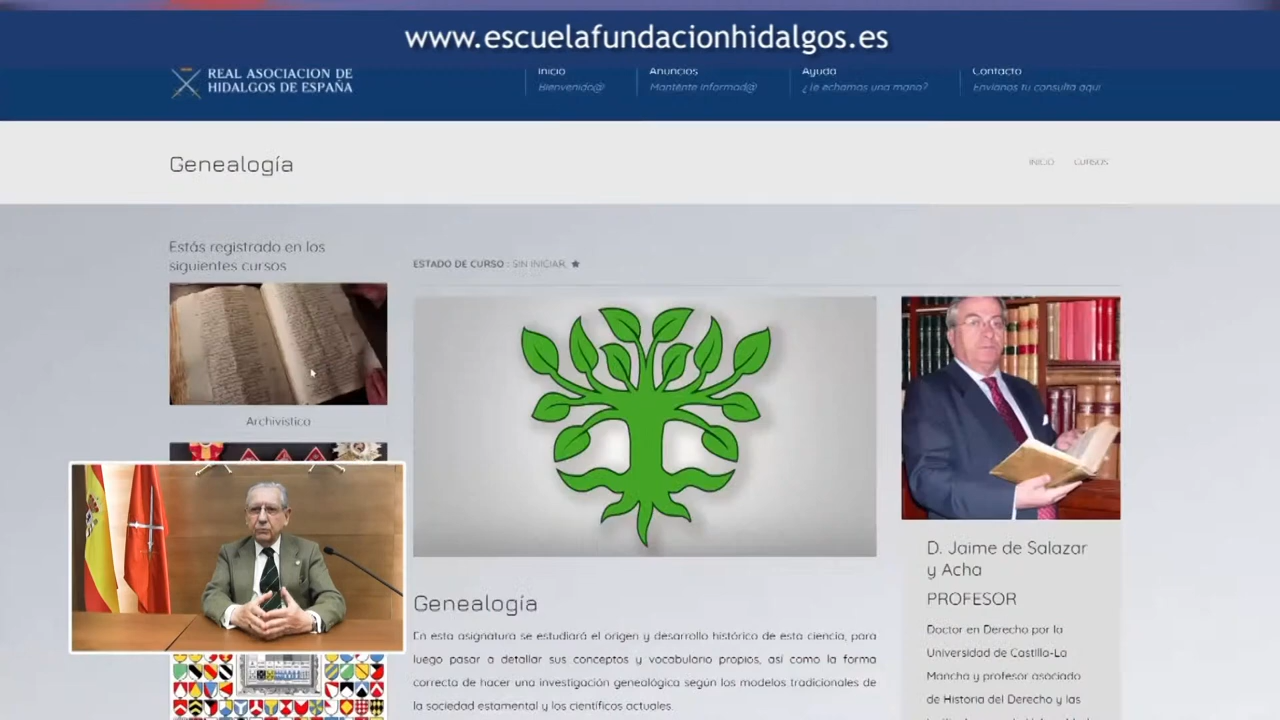 www.escuelafundacionhidalgos.es
REAL ASOCIACION DE
HIDALGOS DE ESPAÑA
Inicio
Bienvenid@
Anuncios
Mantente informad@
Ayuda
¿Te echamos una mano?
Contacto
Envíanos tu consulta aquí
Genealogía
INICIO
CURSOS
Estás registrado en los
siguientes cursos
Archivística
ESTADO DE CURSO : SIN INICIAR.
Genealogía
En esta asignatura se estudiará el origen y desarrollo histórico de esta ciencia, para
luego pasar a detallar sus conceptos y vocabulario propios, así como la forma
correcta de hacer una investigación genealógica según los modelos tradicionales de
la sociedad estamental y los científicos actuales.
D. Jaime de Salazar
y Acha
PROFESOR
Doctor en Derecho por la
Universidad de Castilla-La
Mancha y profesor asociado
de Historia del Derecho y las